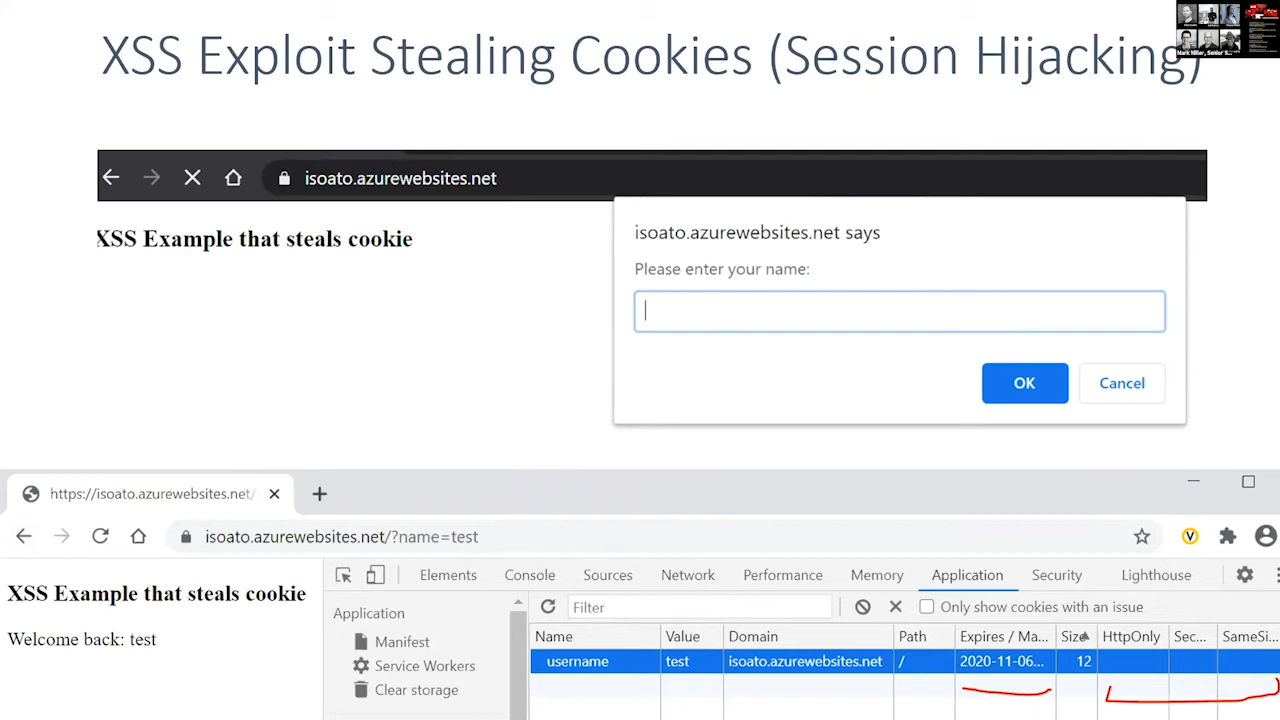 XSS Exploit Stealing Cookies (Session Hijacking)
Mark Miller, Senior S...
isoato.azurewebsites.net
XSS Example that steals cookie
isoato.azurewebsites.net says
Please enter your name:
OK Cancel
https://isoato.azurewebsites.net/
isoato.azurewebsites.net/?name=test
XSS Example that steals cookie
Welcome back: test
Elements Console Sources Network Performance Memory Application Security Lighthouse
Application
Manifest
Service Workers
Clear storage
Filter
Only show cookies with an issue
Name Value Domain Path Expires / Ma... Size HttpOnly Sec... SameSi...
username test isoato.azurewebsites.net / 2020-11-06... 12